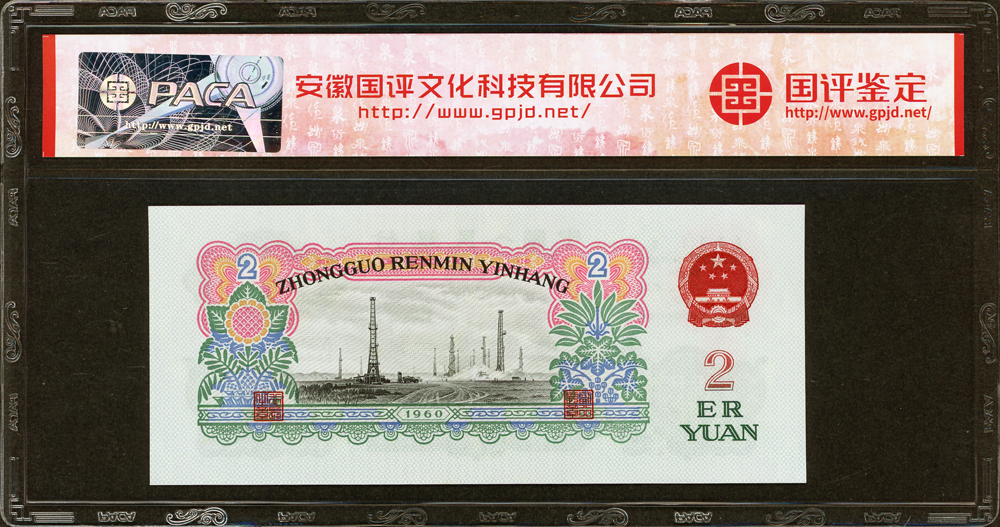 PACA
http://www.gpjd.net
安徽国评文化科技有限公司
http://www.gpjd.net/
国评鉴定
http://www.gpjd.net/
2
2
ZHONGGUO RENMIN YINHANG
1960
2
ER
YUAN